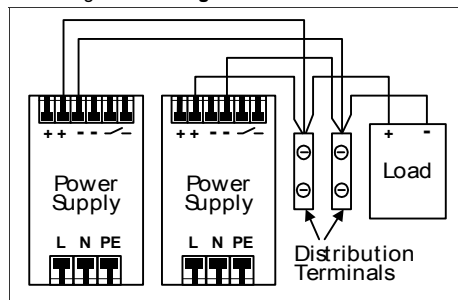 + + - -
+ + - -
+ -
Power
Supply
Power
Supply
Load
L N PE
L N PE
Distribution
Terminals